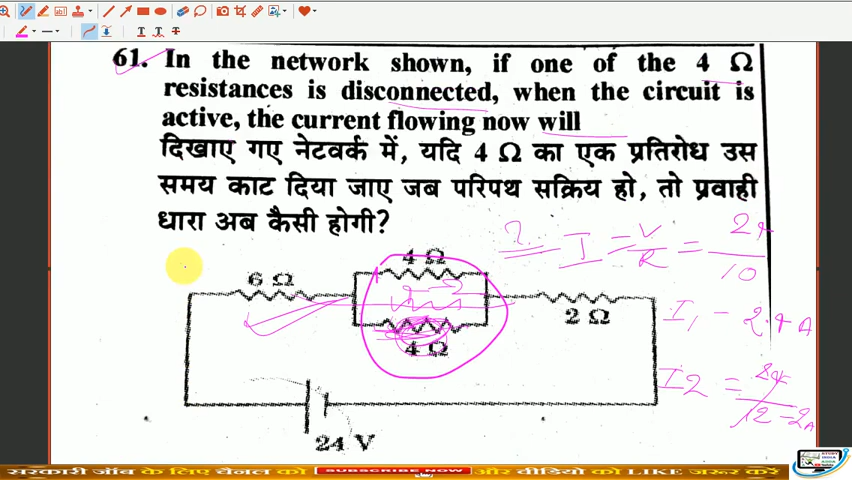 61. In the network shown, if one of the 4 Ω
resistances is disconnected, when the circuit is
active, the current flowing now will
दिखाए गए नेटवर्क में, यदि 4 Ω का एक प्रतिरोध उस
समय काट दिया जाए जब परिपथ सक्रिय हो, तो प्रवाही
धारा अब कैसी होगी?
I = V/R = 24/10
4 Ω
6 Ω
2 Ω
4 Ω
I1 - 2.4 A
I2 = 24/12 = 2A
24 V
सरकारी जॉब के लिए चैनल को SUBSCRIBE NOW और वीडियो को LIKE जरूर करें